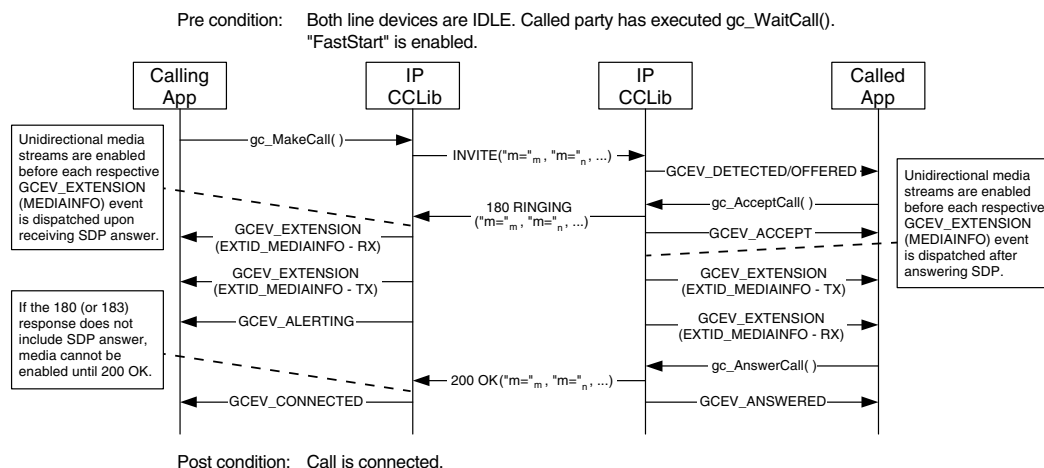 Pre condition: Both line devices are IDLE. Called party has executed gc_WaitCall().
"FastStart" is enabled.
Calling
App
IP
CCLib
IP
CCLib
Called
App
Unidirectional media
streams are enabled
before each respective
GCEV_EXTENSION
(MEDIAINFO) event
is dispatched upon
receiving SDP answer.
gc_MakeCall( )
INVITE("m="m, "m="n, ...)
GCEV_DETECTED/OFFERED
Unidirectional media
streams are enabled
before each respective
GCEV_EXTENSION
(MEDIAINFO) event
is dispatched after
answering SDP.
gc_AcceptCall( )
180 RINGING
("m="m, "m="n, ...)
GCEV_ACCEPT
GCEV_EXTENSION
(EXTID_MEDIAINFO - RX)
GCEV_EXTENSION
(EXTID_MEDIAINFO - TX)
GCEV_EXTENSION
(EXTID_MEDIAINFO - TX)
If the 180 (or 183)
response does not
include SDP answer,
media cannot be
enabled until 200 OK.
GCEV_ALERTING
GCEV_EXTENSION
(EXTID_MEDIAINFO - RX)
gc_AnswerCall( )
200 OK("m="m, "m="n, ...)
GCEV_CONNECTED
GCEV_ANSWERED
Post condition: Call is connected.